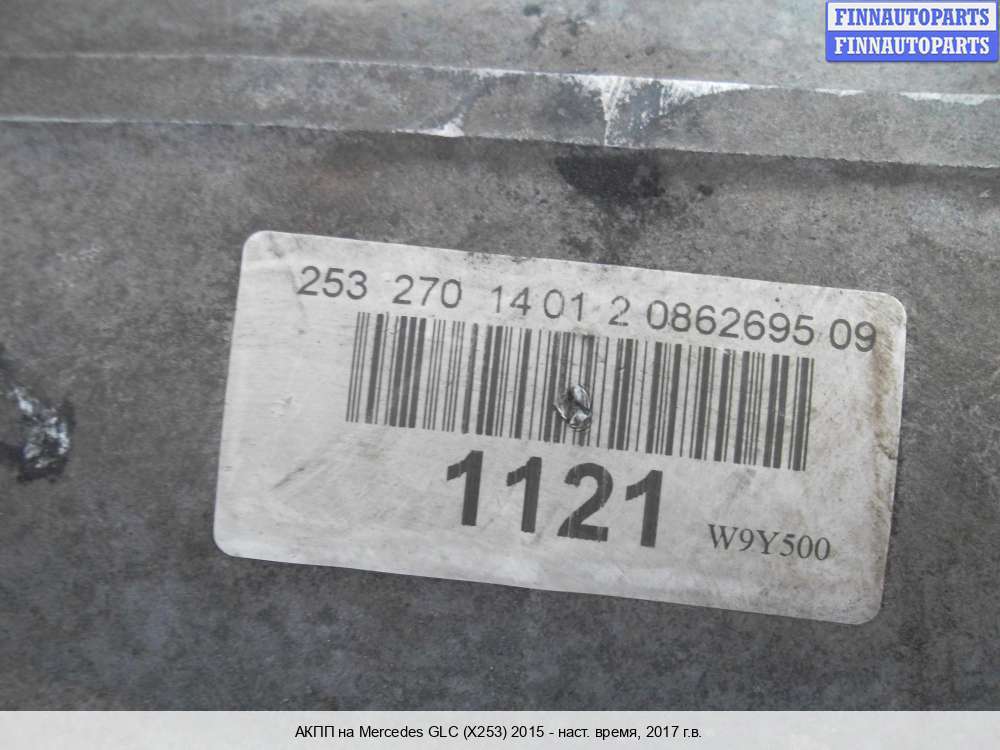 FINNAUTOPARTS
FINNAUTOPARTS
253 270 14 01 2 0862695 09
1121
W9Y500
АКПП на Mercedes GLC (X253) 2015 - наст. время, 2017 г.в.